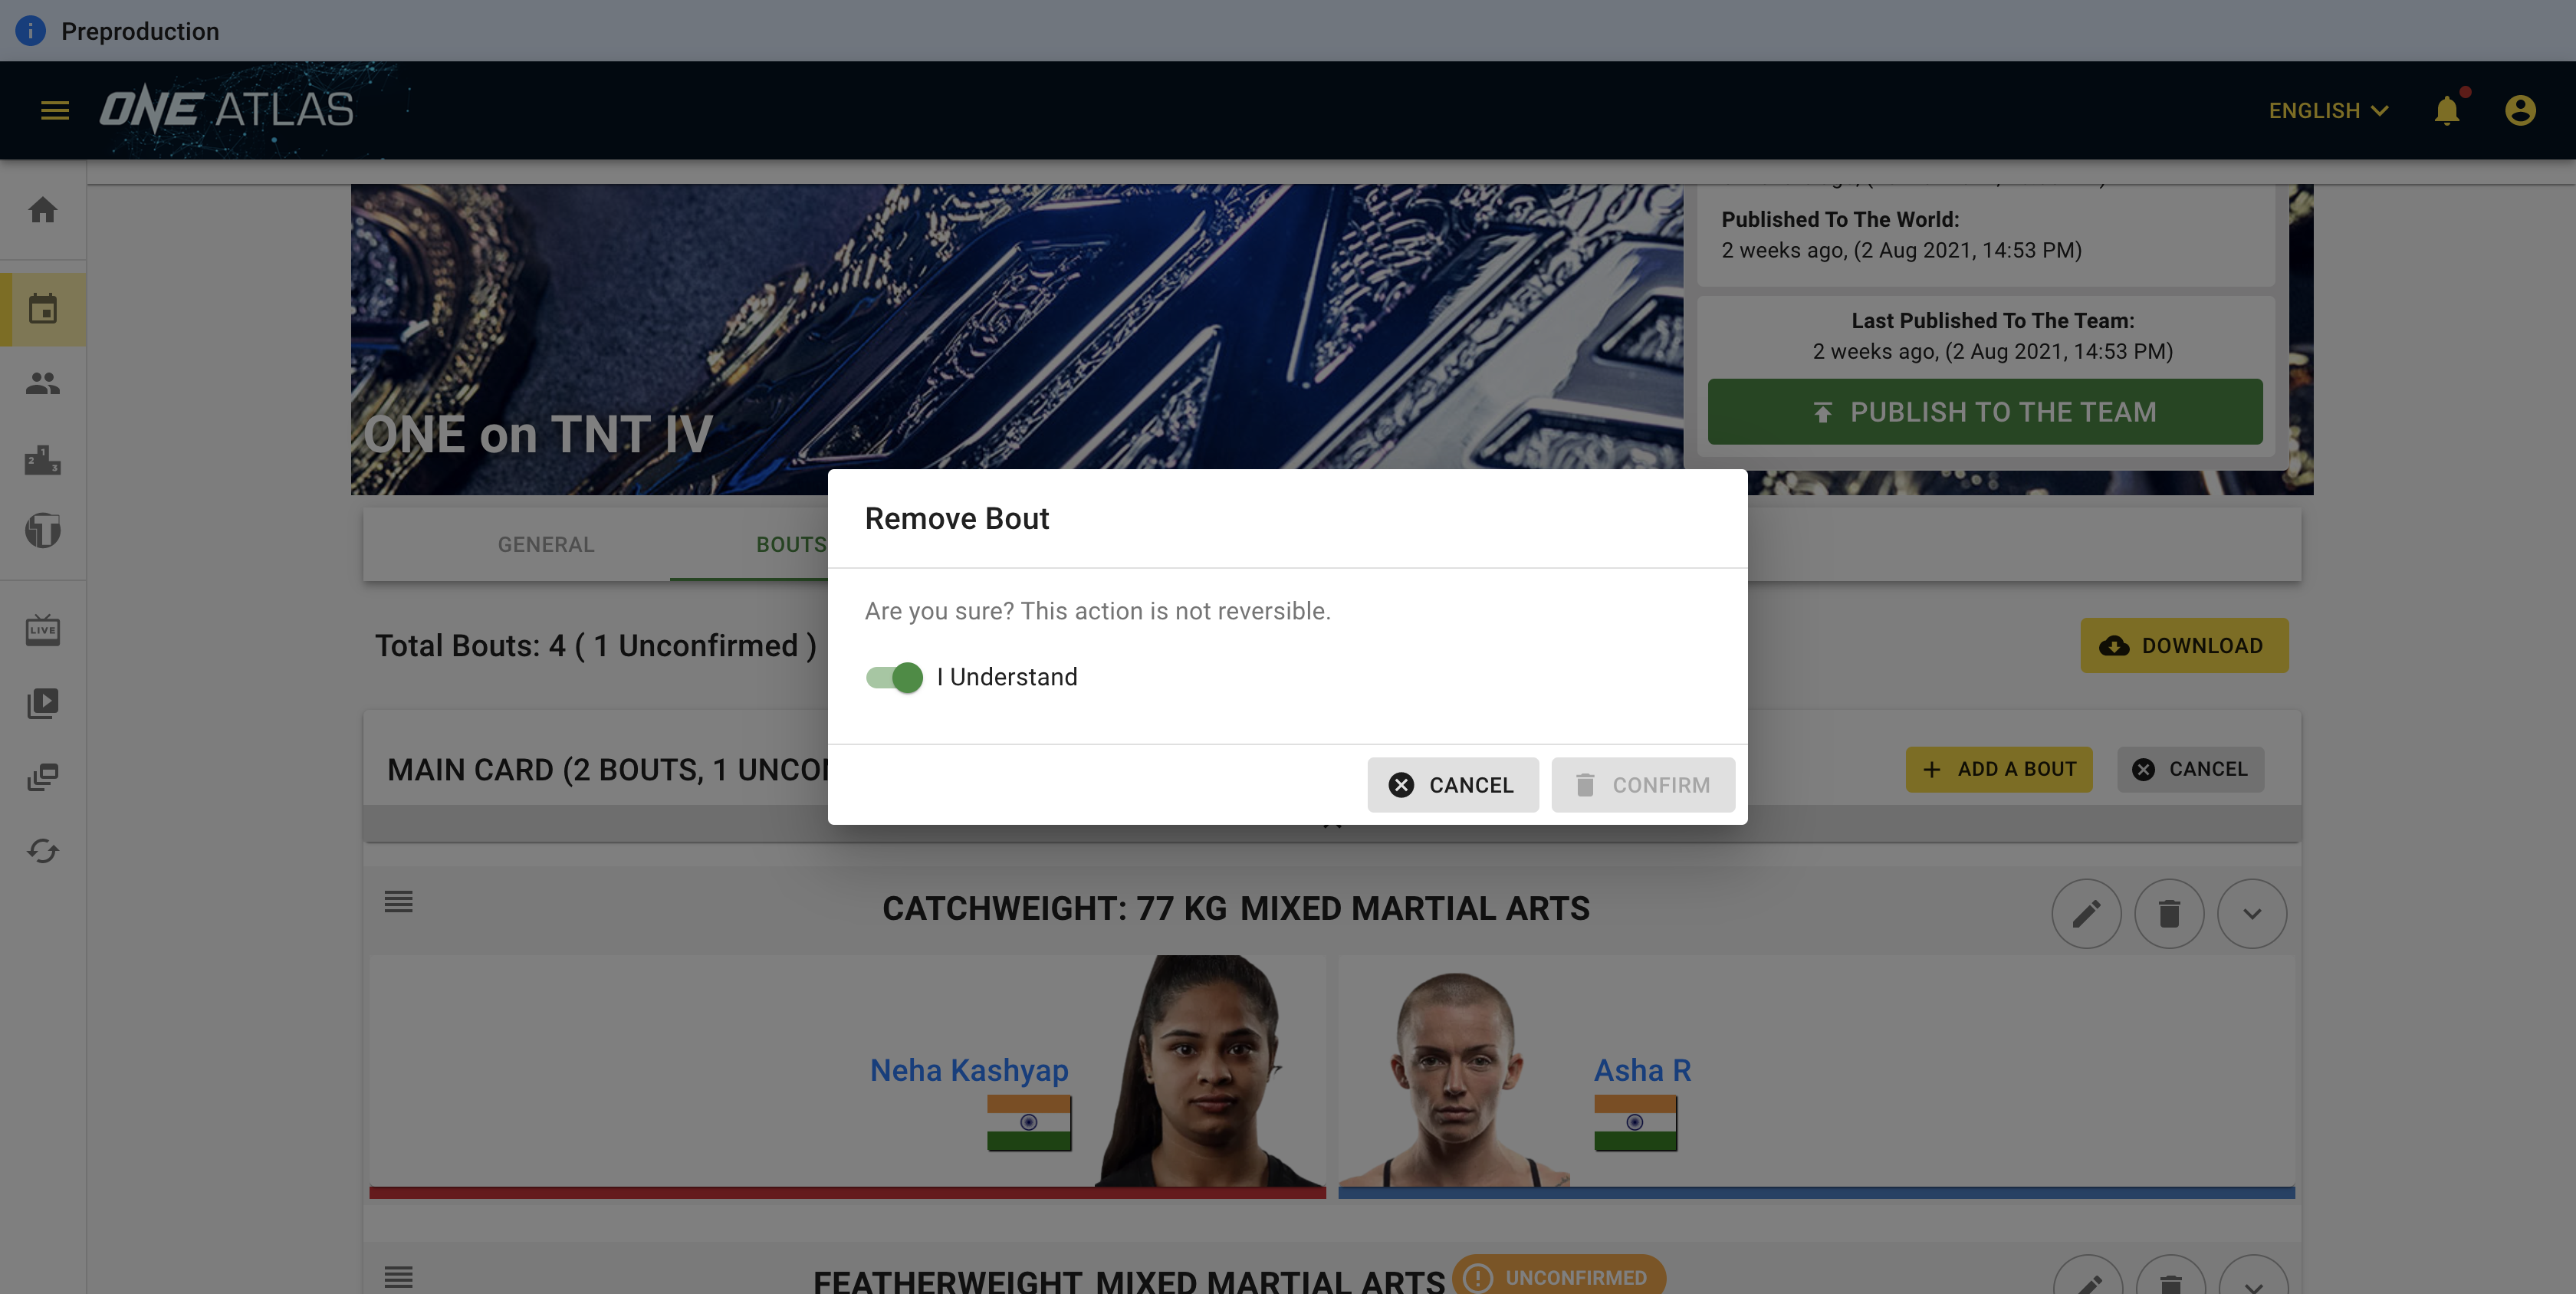 Preproduction
ONE ATLAS
ENGLISH
Published To The World:
2 weeks ago, (2 Aug 2021, 14:53 PM)
Last Published To The Team:
2 weeks ago, (2 Aug 2021, 14:53 PM)
PUBLISH TO THE TEAM
ONE on TNT IV
GENERAL
BOUTS
Remove Bout
Are you sure? This action is not reversible.
I Understand
CANCEL
CONFIRM
Total Bouts: 4 ( 1 Unconfirmed )
DOWNLOAD
MAIN CARD (2 BOUTS, 1
ADD A BOUT
CANCEL
LIVE
CATCHWEIGHT: 77 KG MIXED MARTIAL ARTS
Neha Kashyap
Asha R
FEATHERWEIGHT MIXED MARTIAL ARTS
UNCONFIRMED